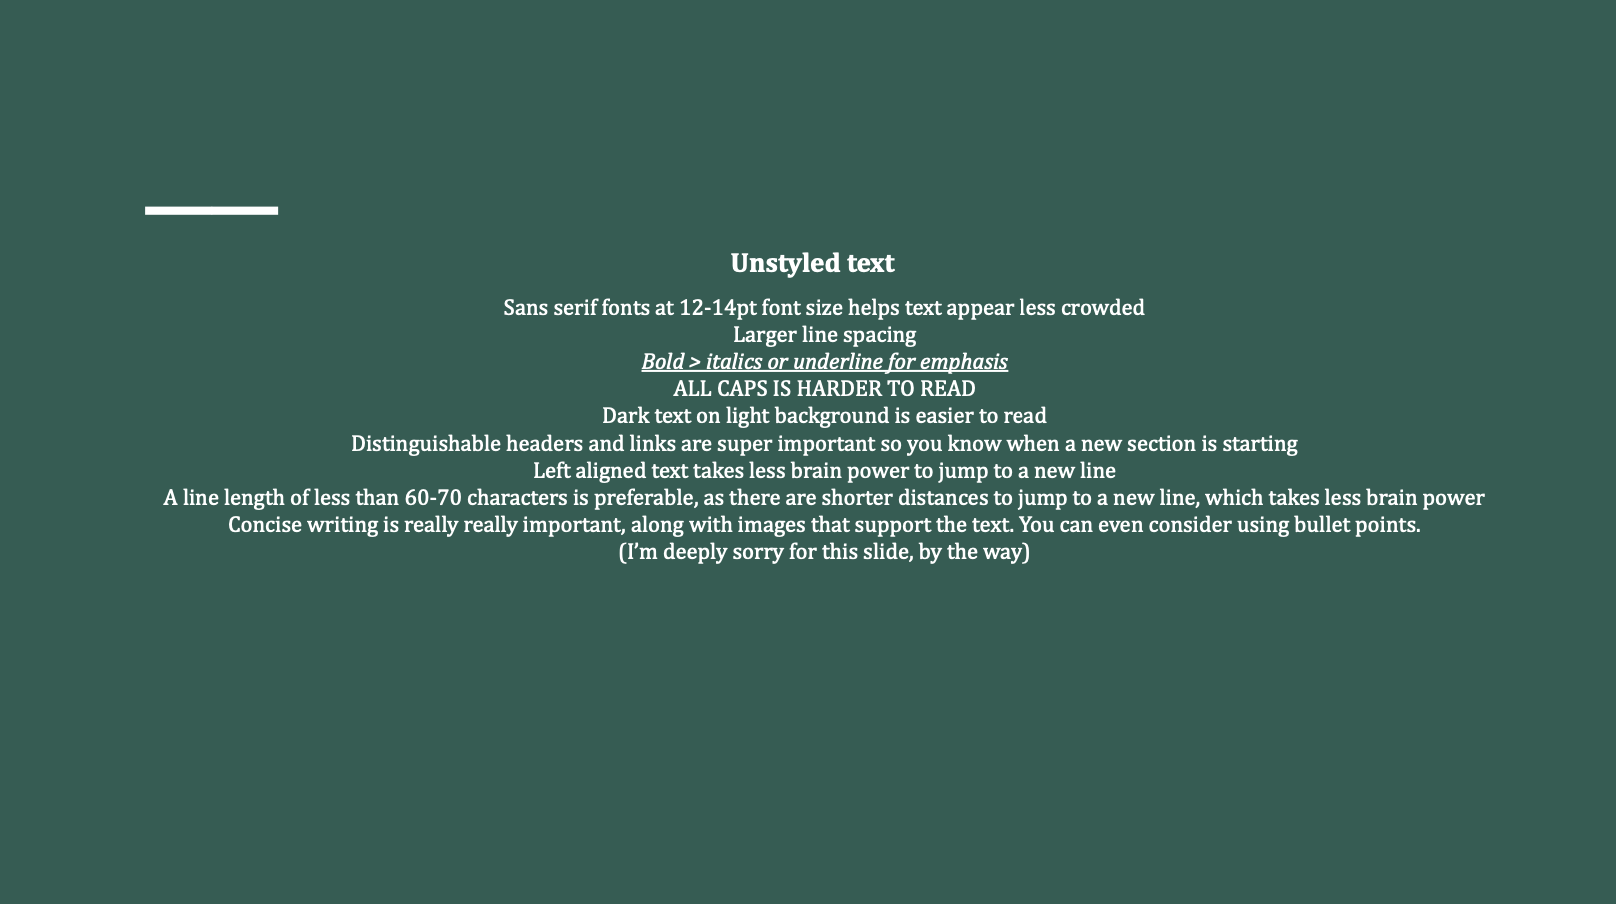 Unstyled text
Sans serif fonts at 12-14pt font size helps text appear less crowded
Larger line spacing
Bold > italics or underline for emphasis
ALL CAPS IS HARDER TO READ
Dark text on light background is easier to read
Distinguishable headers and links are super important so you know when a new section is starting
Left aligned text takes less brain power to jump to a new line
A line length of less than 60-70 characters is preferable, as there are shorter distances to jump to a new line, which takes less brain power
Concise writing is really really important, along with images that support the text. You can even consider using bullet points.
(I’m deeply sorry for this slide, by the way)